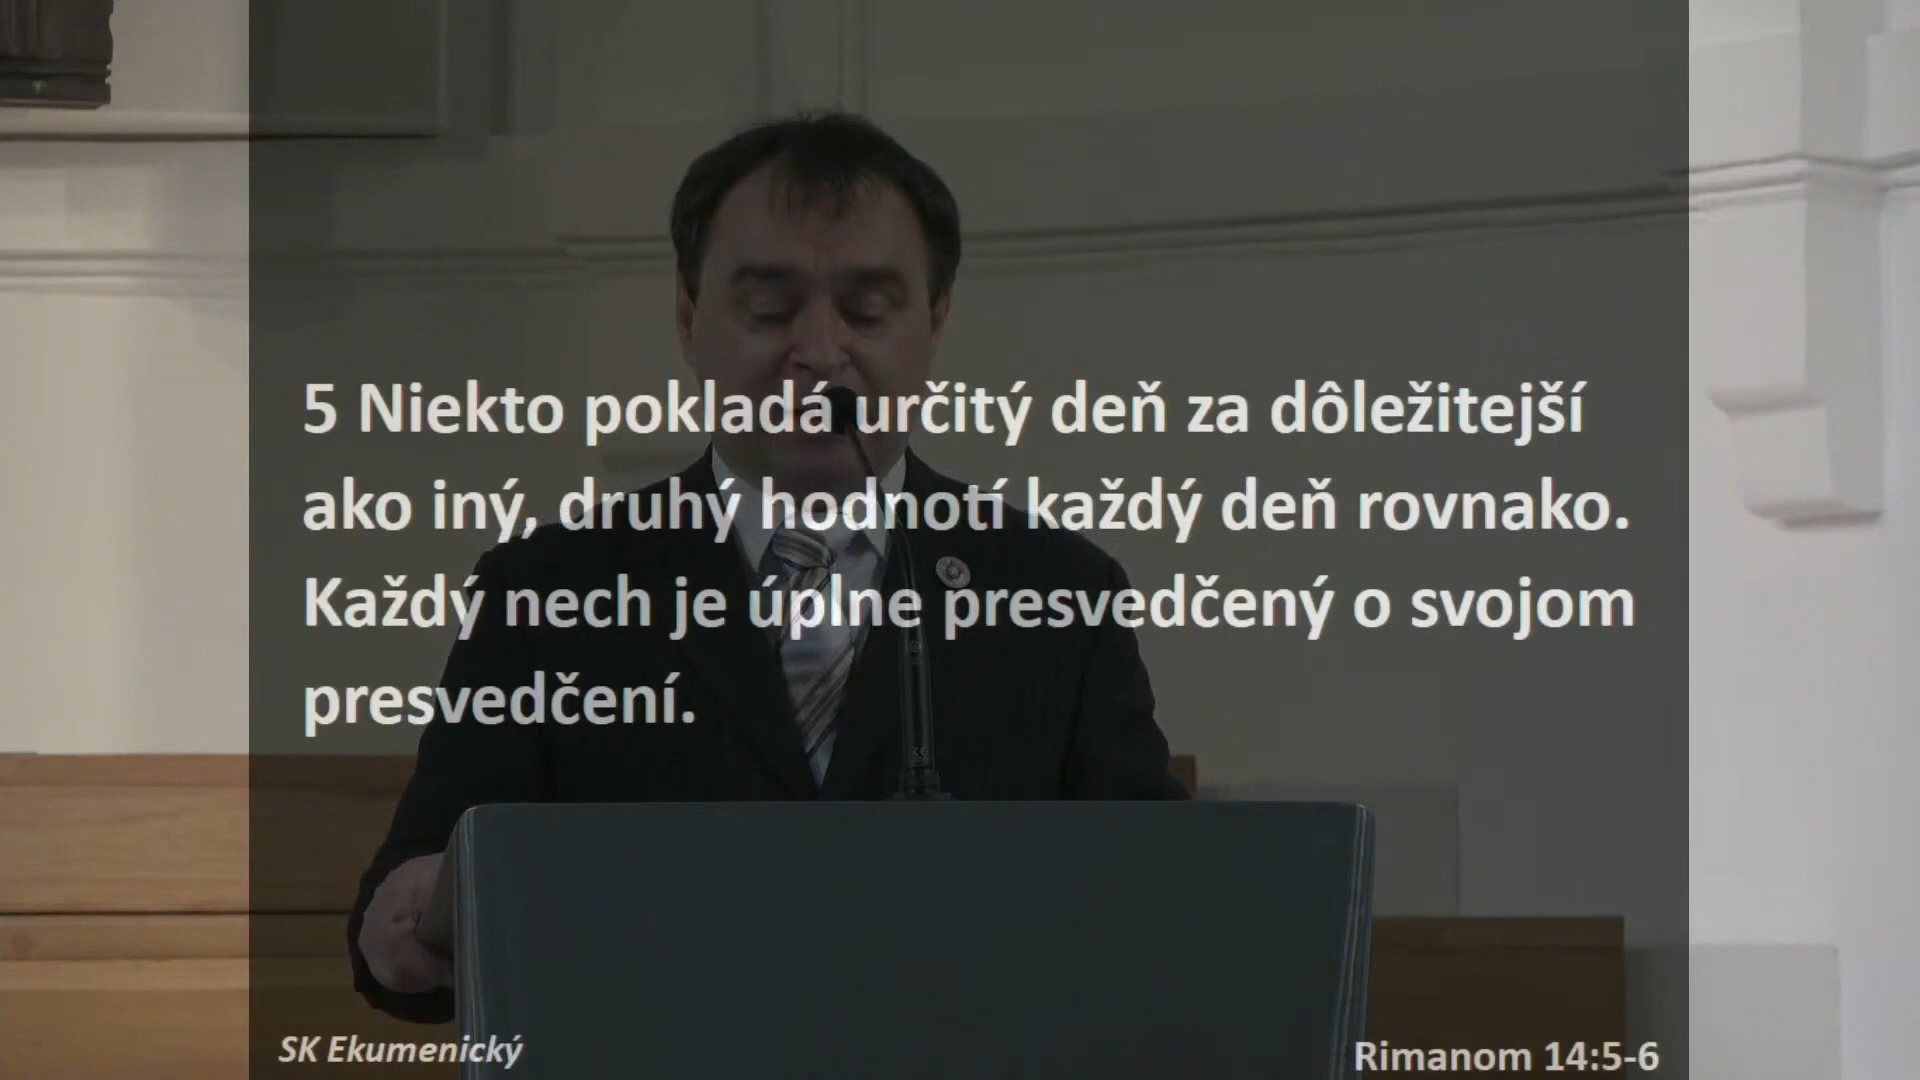 5 Niekto pokladá určitý deň za dôležitejší
ako iný, druhý hodnotí každý deň rovnako.
Každý nech je úplne presvedčený o svojom
presvedčení.
SK Ekumenický
Rimanom 14:5-6